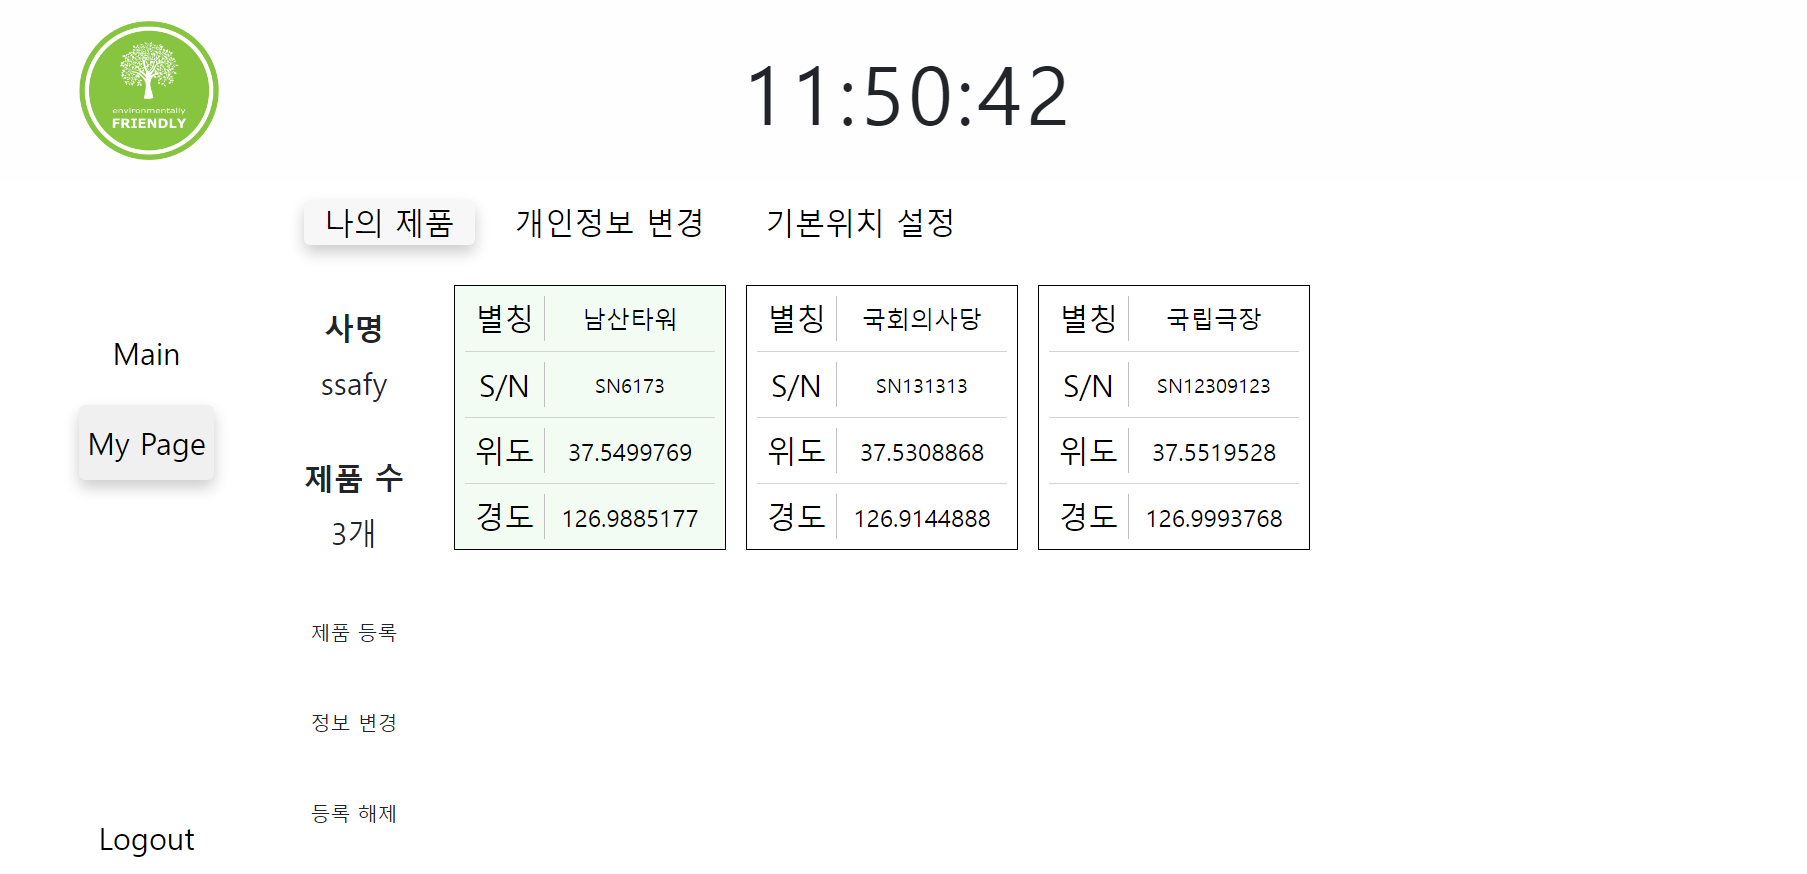 environmentally
FRIENDLY
11:50:42
나의 제품 개인정보 변경 기본위치 설정
Main
My Page
Logout
사명
ssafy
제품 수
3개
제품 등록
정보 변경
등록 해제
별칭 남산타워
S/N SN6173
위도 37.5499769
경도 126.9885177
별칭 국회의사당
S/N SN131313
위도 37.5308868
경도 126.9144888
별칭 국립극장
S/N SN12309123
위도 37.5519528
경도 126.9993768